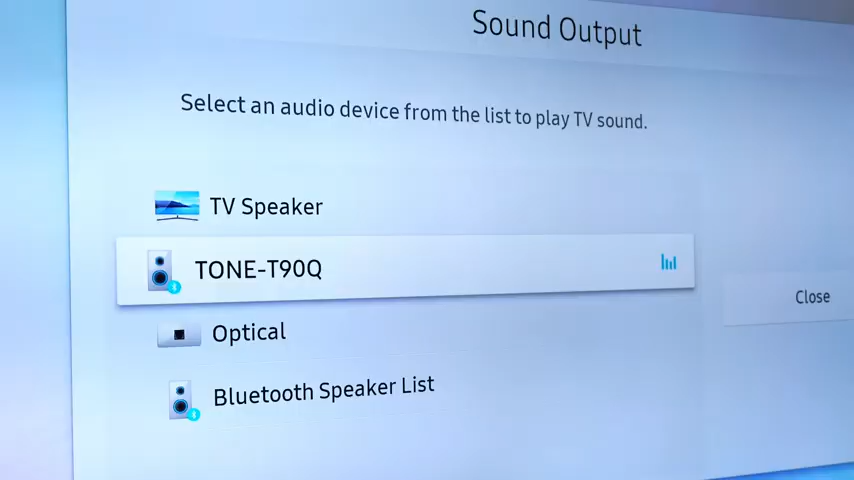 Sound Output
Select an audio device from the list to play TV sound.
TV Speaker
TONE-T90Q
Optical
Bluetooth Speaker List
Close